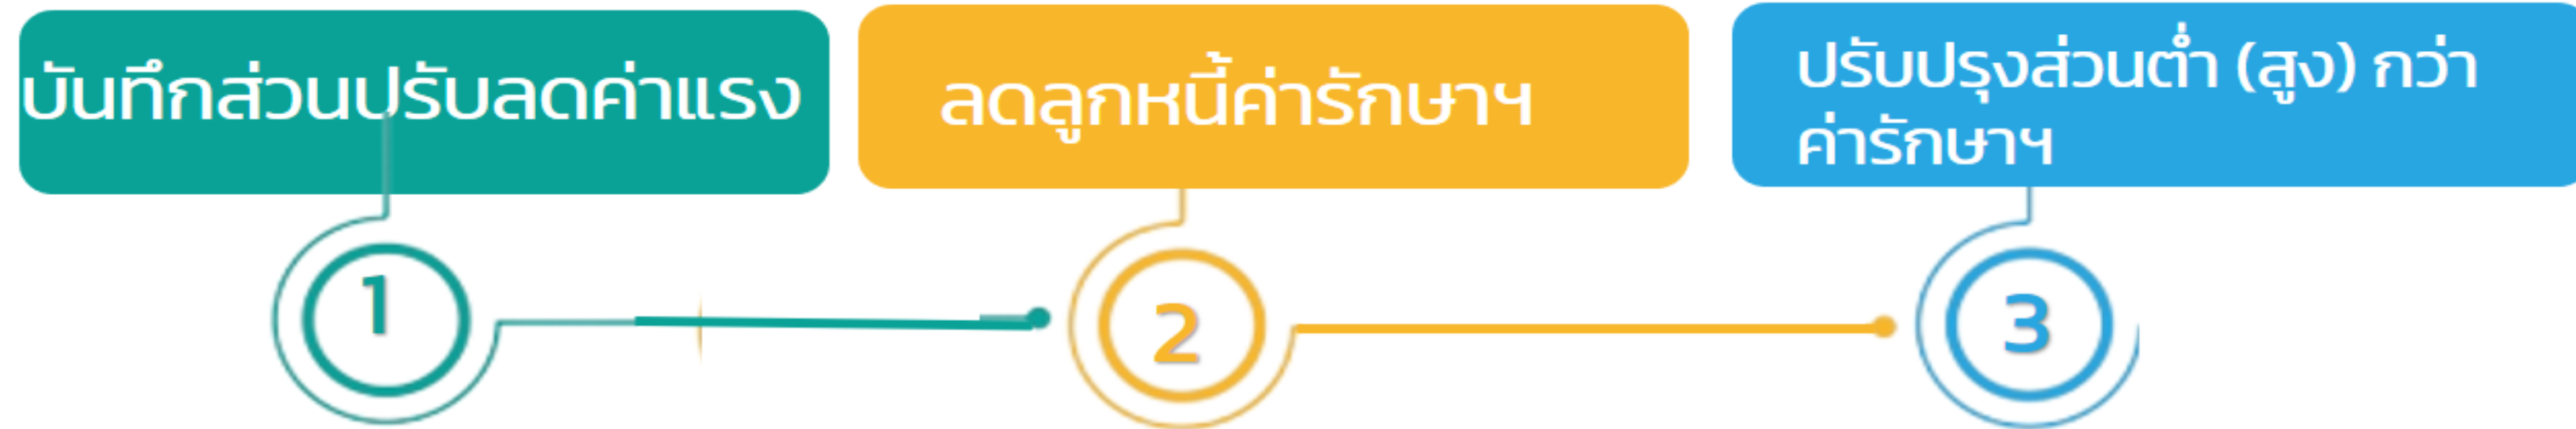 บันทึกส่วนปรับลดค่าแรง
ลดลูกหนี้ค่ารักษาฯ
ปรับปรุงส่วนต่ำ (สูง) กว่า
ค่ารักษาฯ
1
2
3